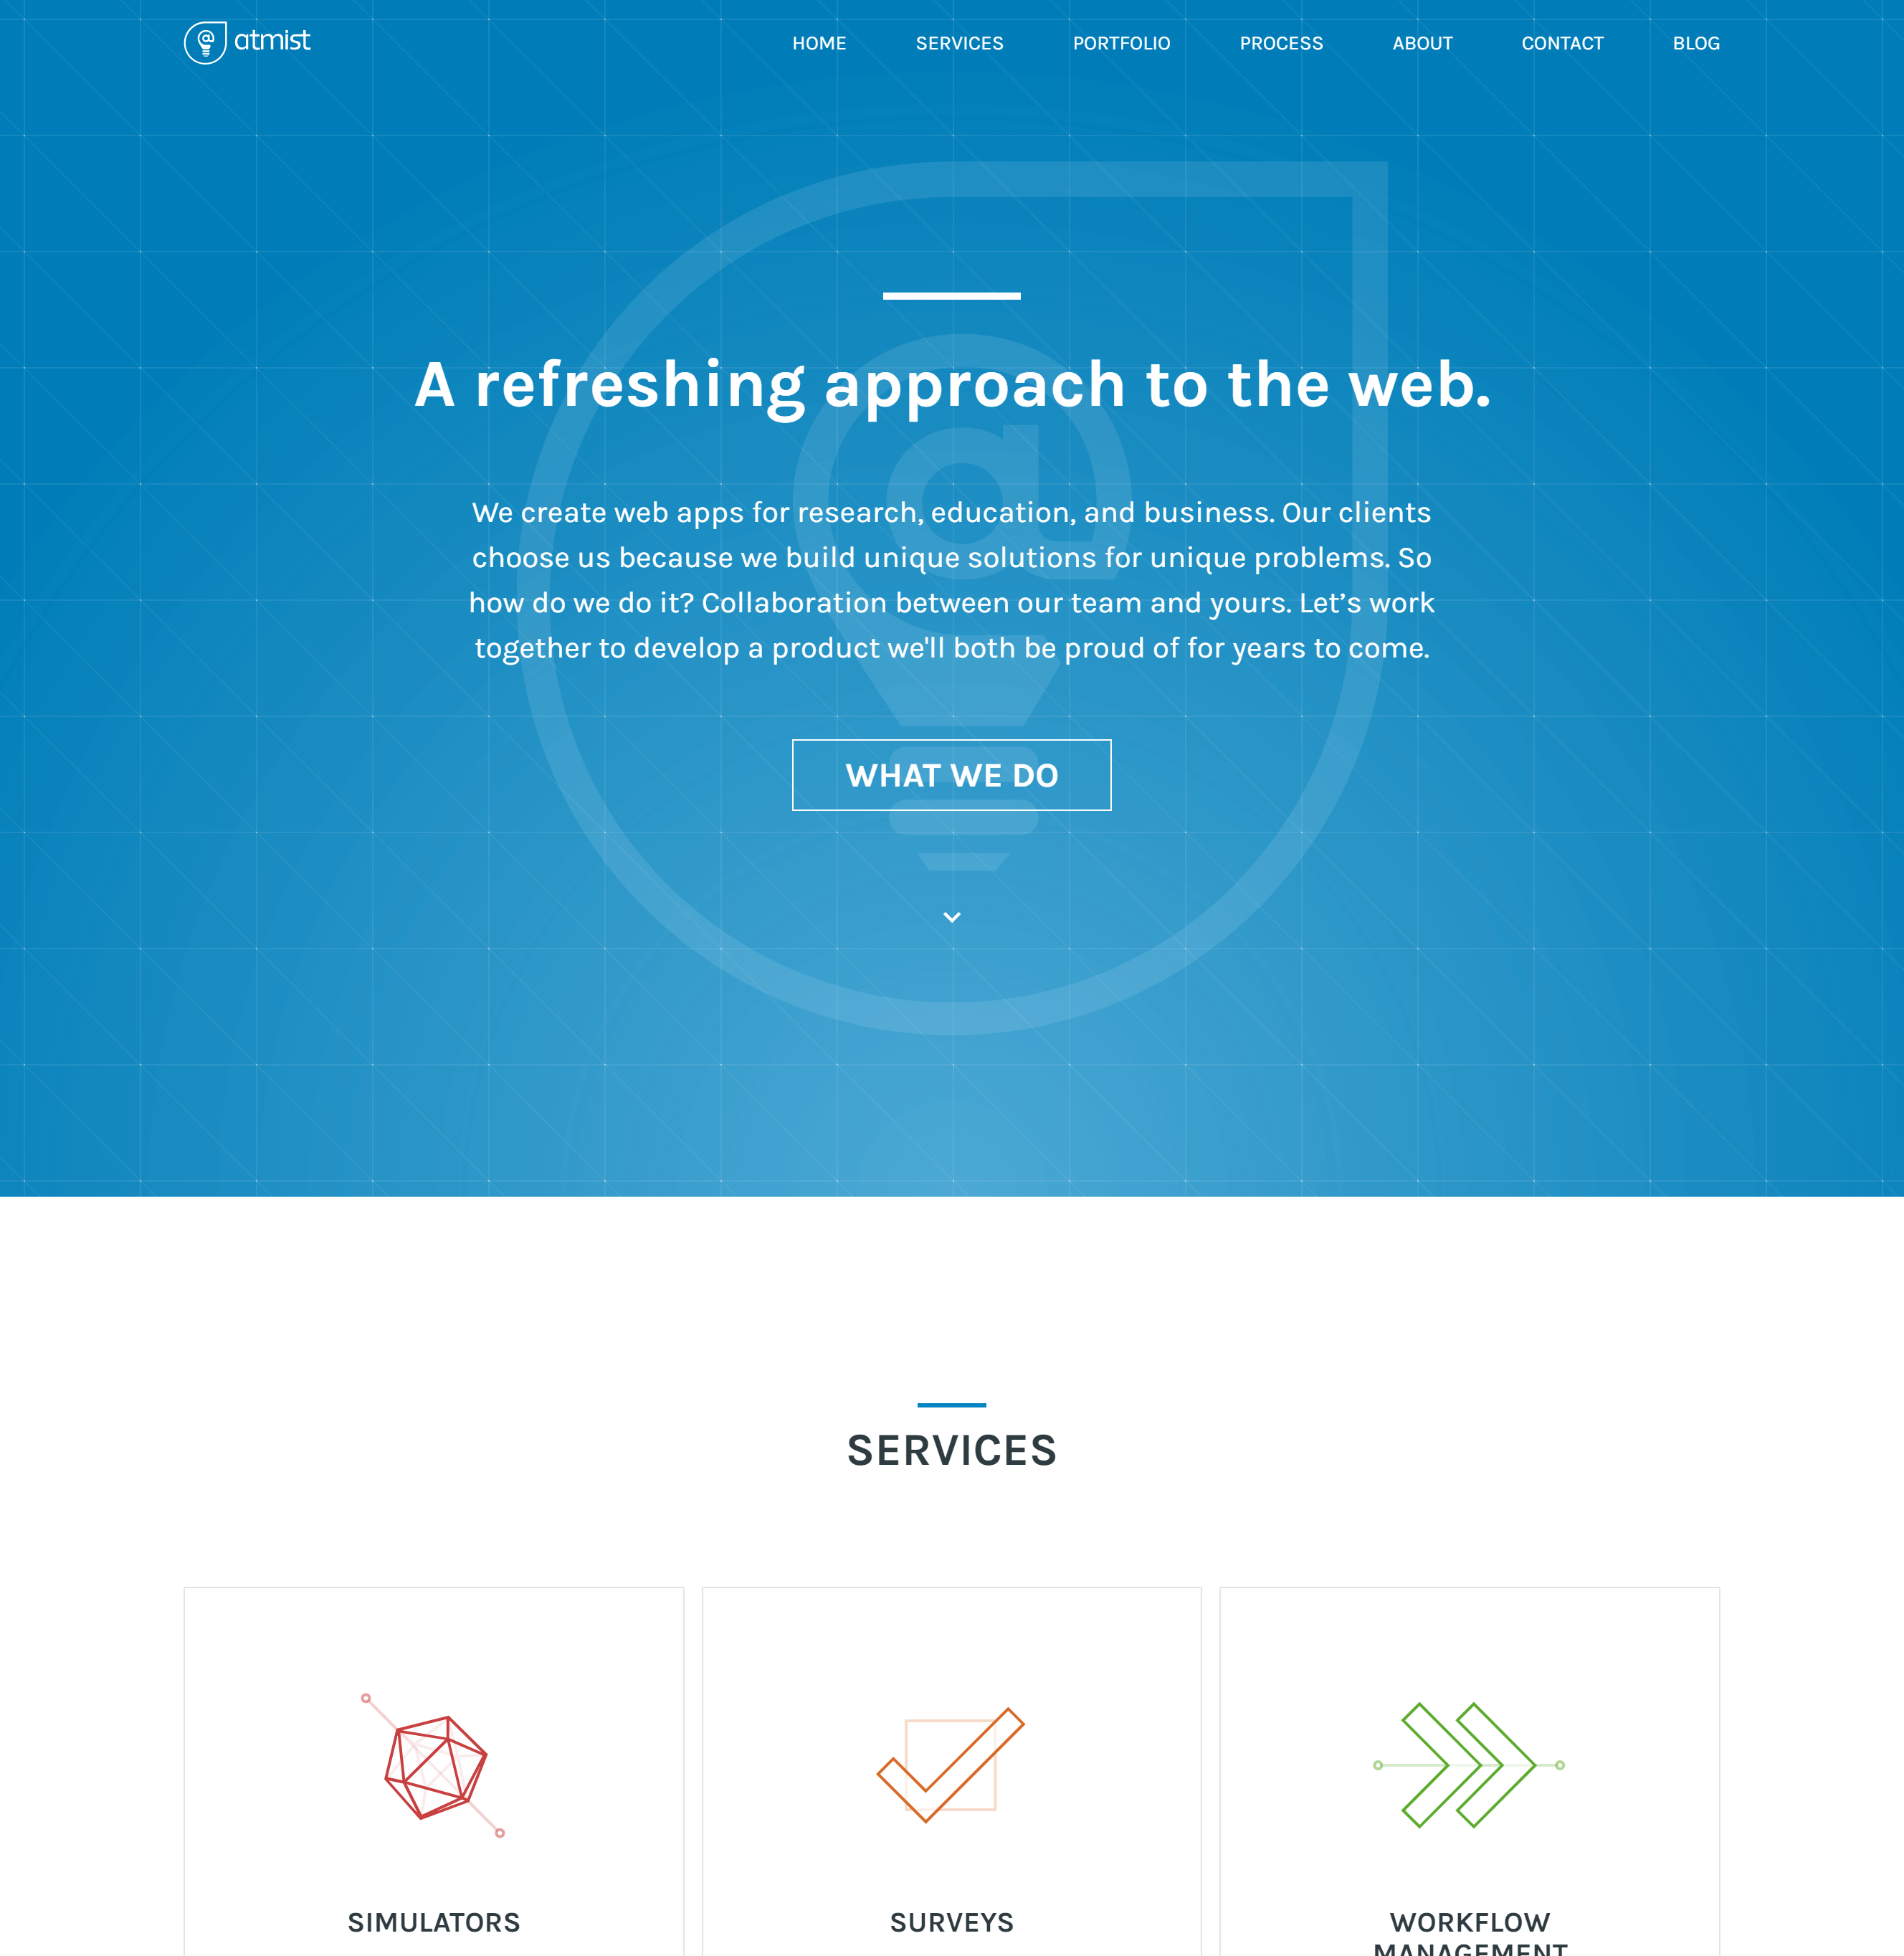 atmist
HOME SERVICES PORTFOLIO PROCESS ABOUT CONTACT BLOG
A refreshing approach to the web.
We create web apps for research, education, and business. Our clients
choose us because we build unique solutions for unique problems. So
how do we do it? Collaboration between our team and yours. Let’s work
together to develop a product we'll both be proud of for years to come.
WHAT WE DO
SERVICES
SIMULATORS
SURVEYS
WORKFLOW
MANAGEMENT